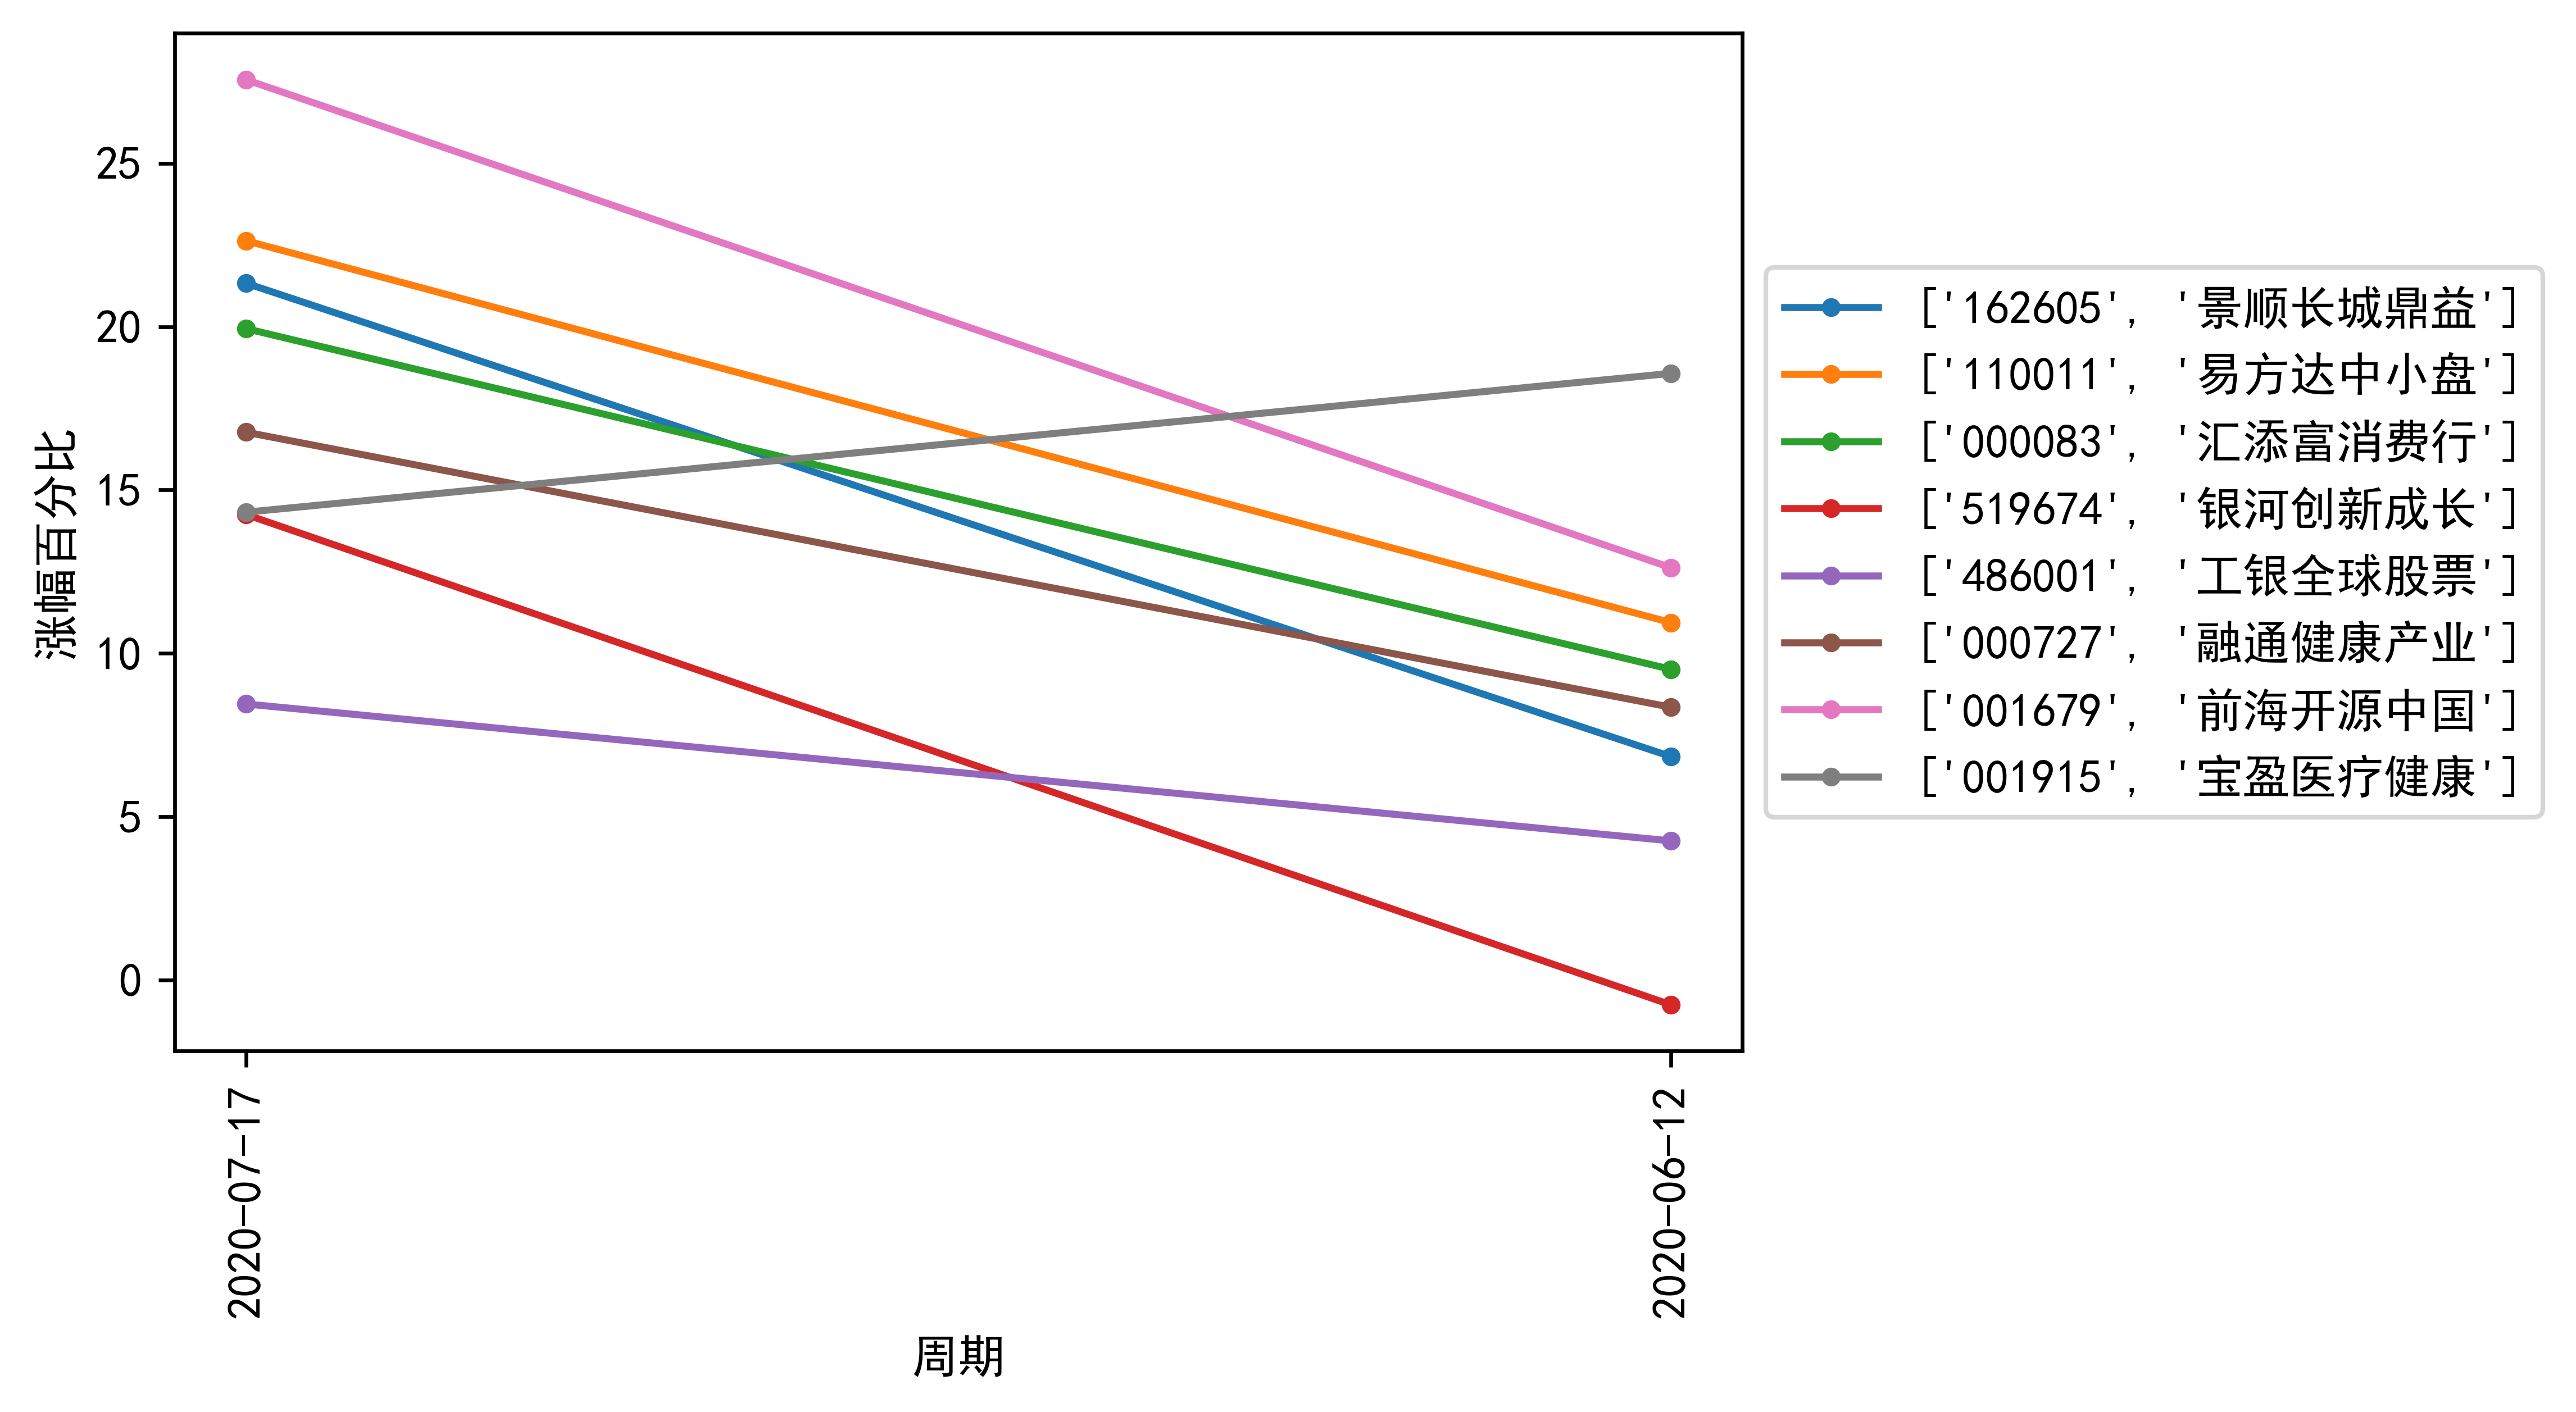 涨幅百分比
25
20
15
10
5
0
2020-07-17
2020-06-12
周期
['162605', '景顺长城鼎益']
['110011', '易方达中小盘']
['000083', '汇添富消费行']
['519674', '银河创新成长']
['486001', '工银全球股票']
['000727', '融通健康产业']
['001679', '前海开源中国']
['001915', '宝盈医疗健康']